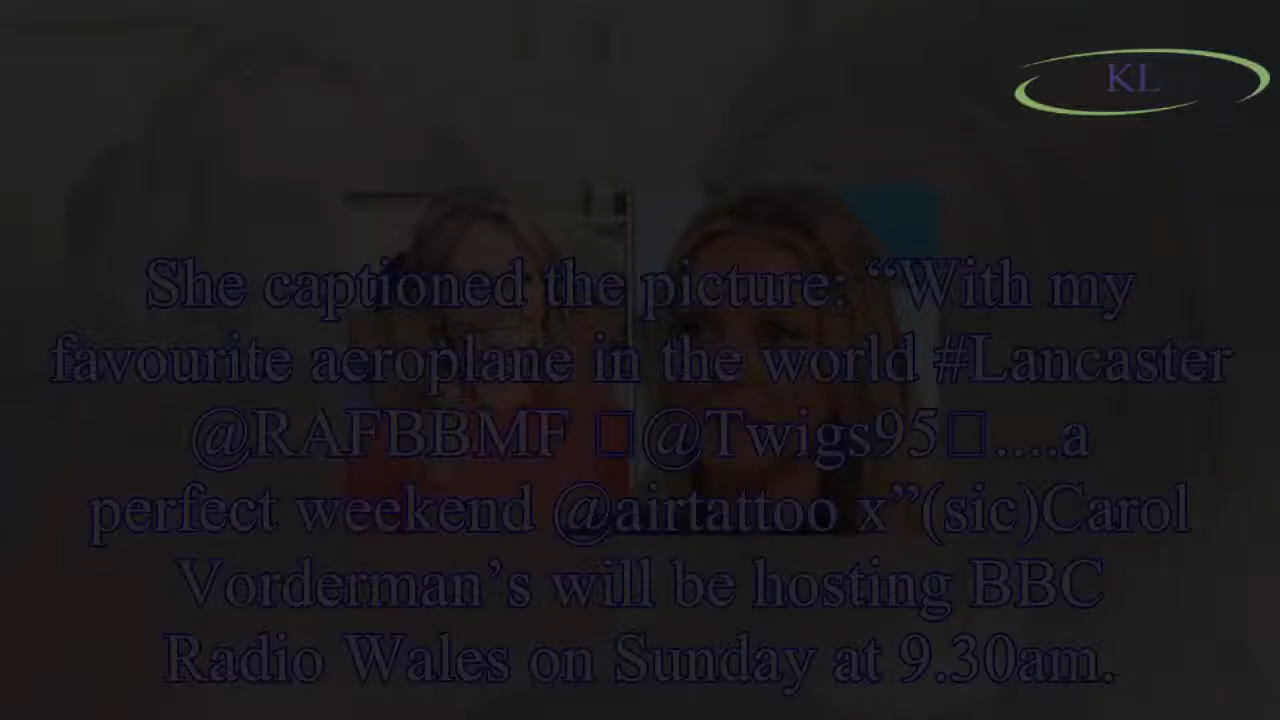 KL
She captioned the picture: “With my
favourite aeroplane in the world #Lancaster
@RAFBBMF □@Twigs95□....a
perfect weekend @airtattoo x”(sic)Carol
Vorderman’s will be hosting BBC
Radio Wales on Sunday at 9.30am.